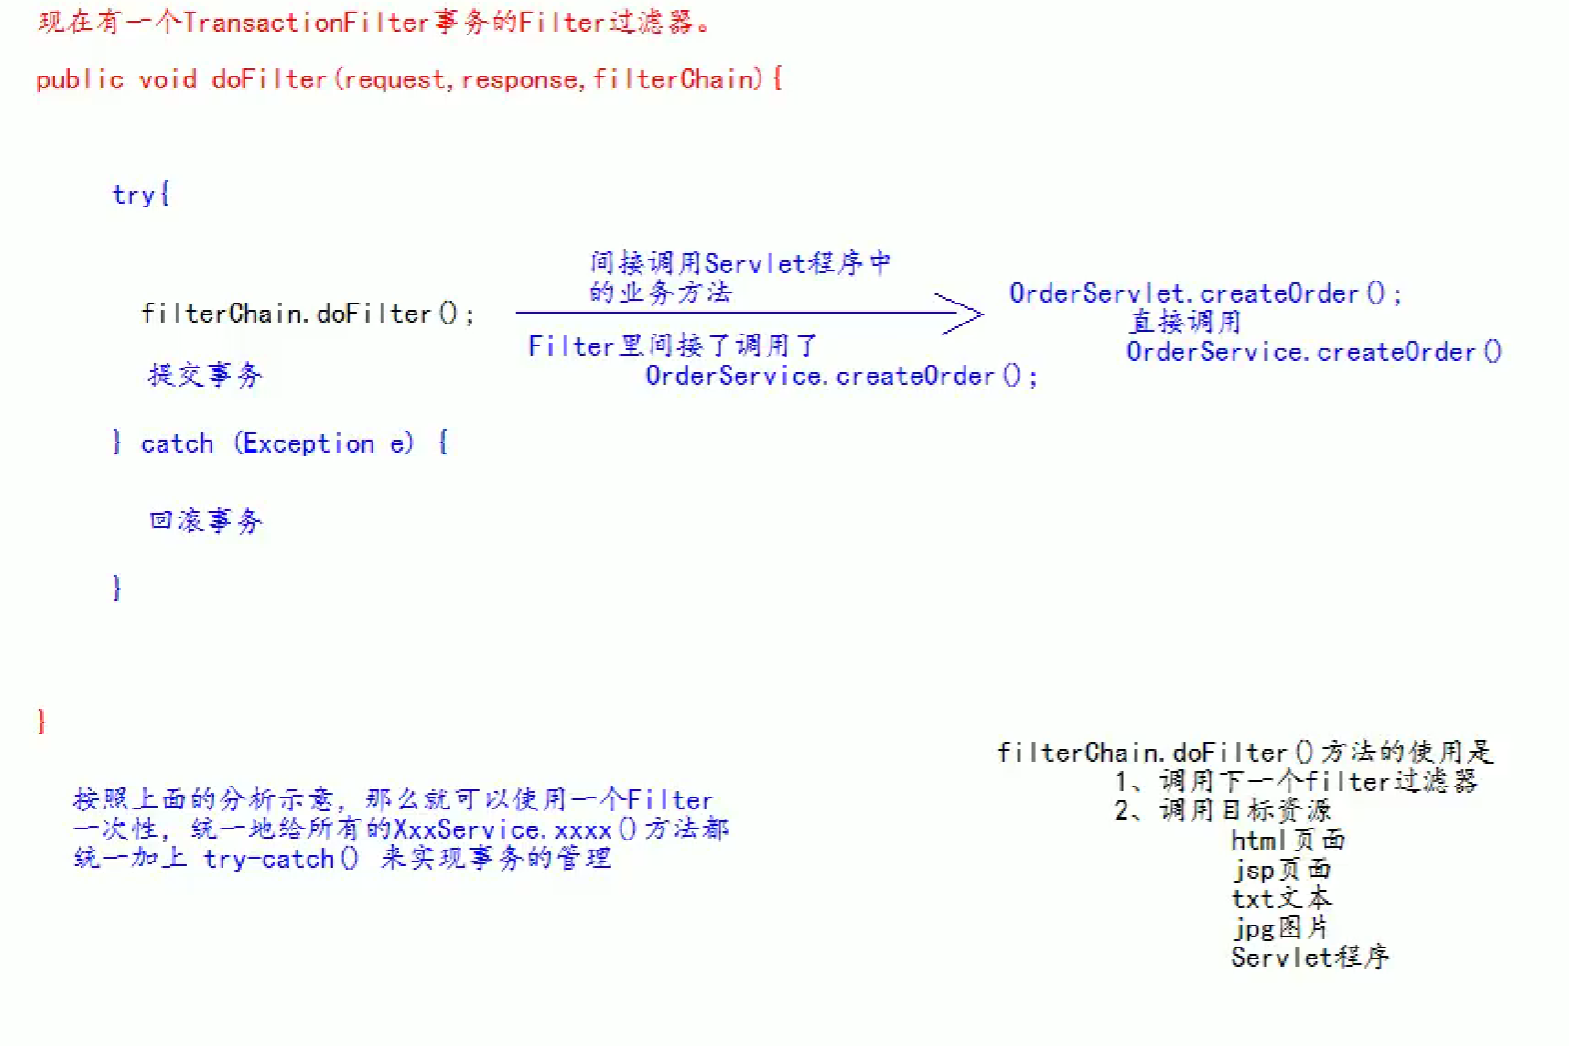 现在有一个TransactionFilter事务的Filter过滤器。
public void doFilter(request,response,filterChain){
try{
间接调用Servlet程序中
的业务方法
filterChain.doFilter();
OrderServlet.createOrder();
直接调用
OrderService.createOrder()
Filter里间接了调用了
OrderService.createOrder();
提交事务
} catch (Exception e) {
回滚事务
}
}
按照上面的分析示意，那么就可以使用一个Filter
一次性，统一地给所有的XxxService.xxxx()方法都
统一加上 try-catch() 来实现事务的管理
filterChain.doFilter()方法的使用是
1、调用下一个filter过滤器
2、调用目标资源
html页面
jsp页面
txt文本
jpg图片
Servlet程序